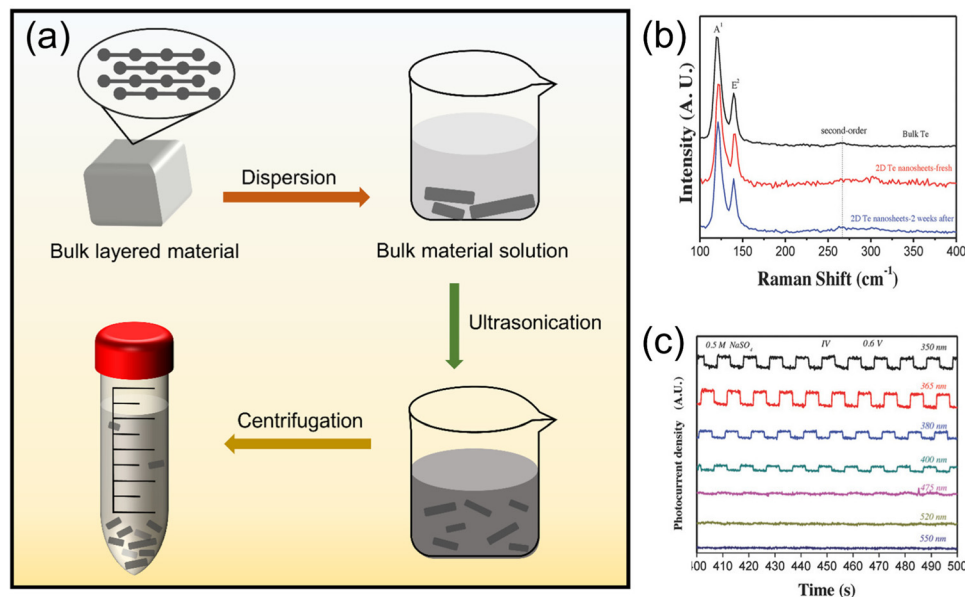 (a)
Dispersion
Bulk layered material
Bulk material solution
Ultrasonication
Centrifugation
(b)
Intensity (A. U.)
A¹
E²
second-order
Bulk Te
2D Te nanosheets-fresh
2D Te nanosheets-2 weeks after
100 150 200 250 300 350 400
Raman Shift (cm⁻¹)
(c)
Photocurrent density (A.U.)
0.5 M NaSO₄ IV 0.6 V 350 nm
365 nm
380 nm
400 nm
475 nm
520 nm
550 nm
400 410 420 430 440 450 460 470 480 490 500
Time (s)